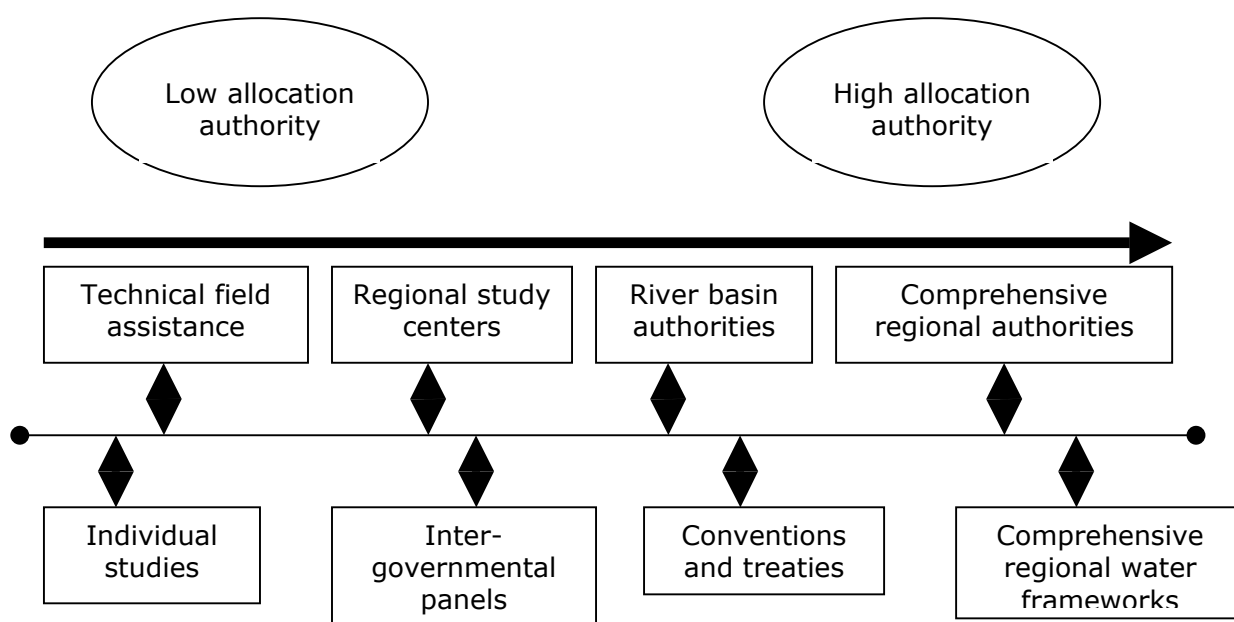 Low allocation
authority
High allocation
authority
Technical field
assistance
Regional study
centers
River basin
authorities
Comprehensive
regional authorities
Individual
studies
Inter-
governmental
panels
Conventions
and treaties
Comprehensive
regional water
frameworks